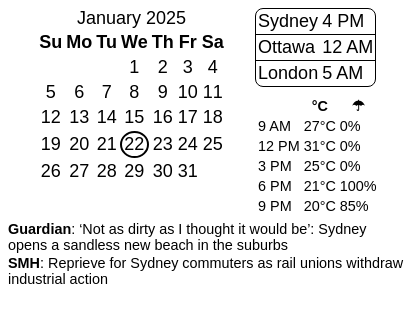 January 2025
Su Mo Tu We Th Fr Sa
1 2 3 4
5 6 7 8 9 10 11
12 13 14 15 16 17 18
19 20 21 22 23 24 25
26 27 28 29 30 31
Sydney 4 PM
Ottawa 12 AM
London 5 AM
°C ☂
9 AM 27°C 0%
12 PM 31°C 0%
3 PM 25°C 0%
6 PM 21°C 100%
9 PM 20°C 85%
Guardian: ‘Not as dirty as I thought it would be’: Sydney
opens a sandless new beach in the suburbs
SMH: Reprieve for Sydney commuters as rail unions withdraw
industrial action